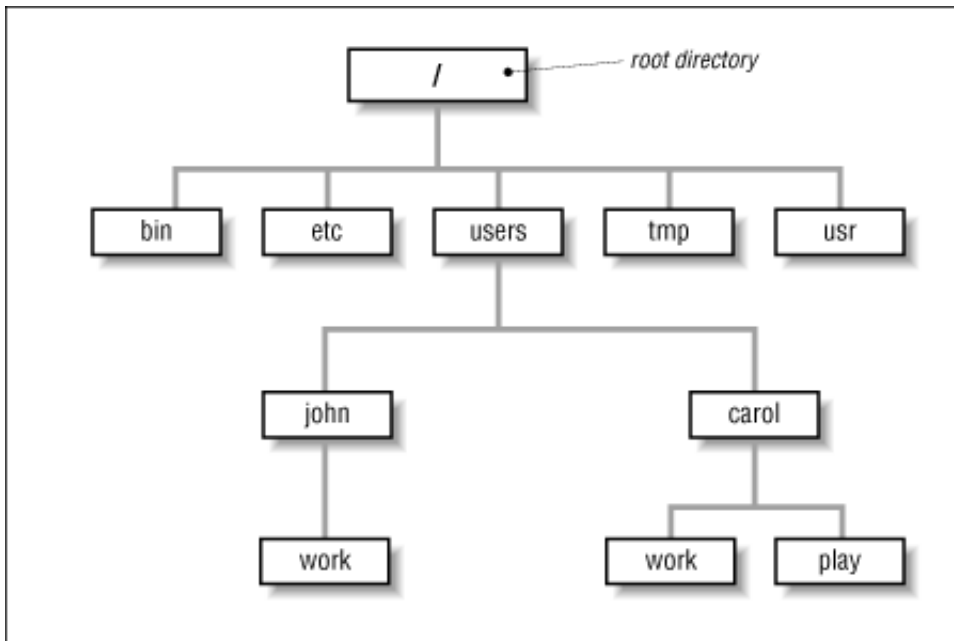 /
root directory
bin etc users tmp usr
john carol
work work play